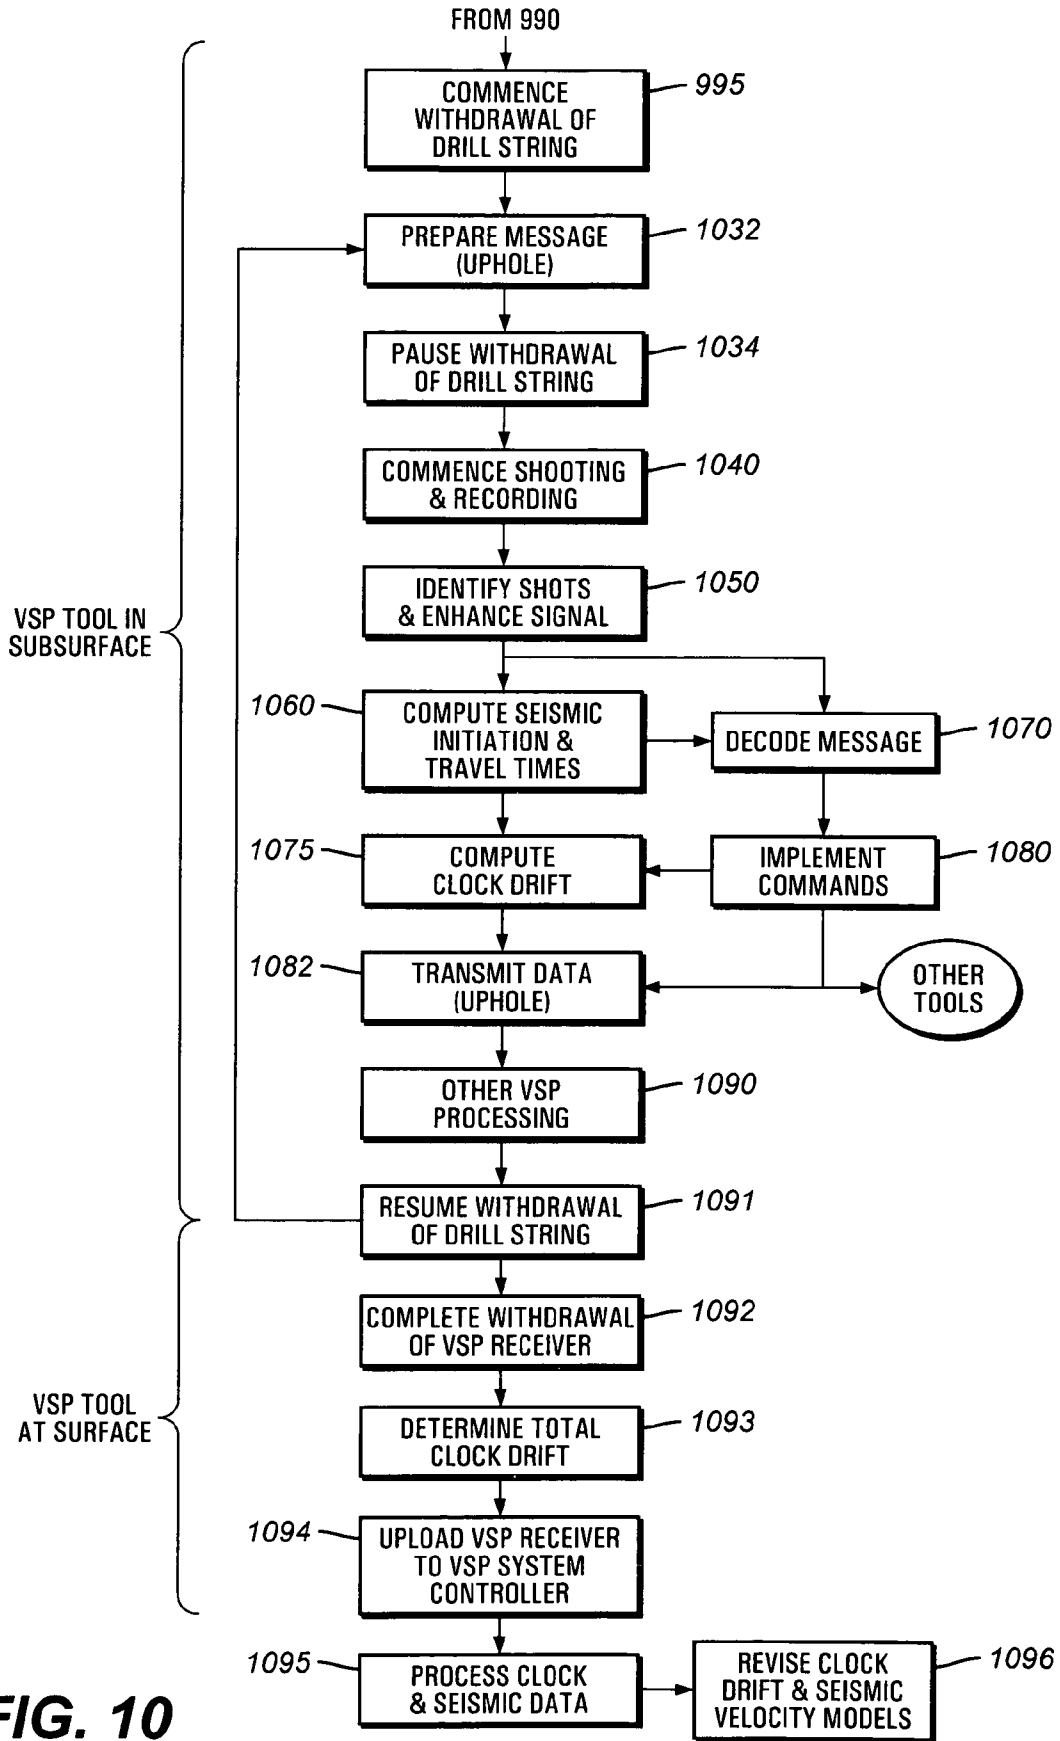 FROM 990
COMMENCE
WITHDRAWAL OF
DRILL STRING
995
PREPARE MESSAGE
(UPHOLE)
1032
PAUSE WITHDRAWAL
OF DRILL STRING
1034
COMMENCE SHOOTING
& RECORDING
1040
IDENTIFY SHOTS
& ENHANCE SIGNAL
1050
VSP TOOL IN
SUBSURFACE
1060
COMPUTE SEISMIC
INITIATION &
TRAVEL TIMES
DECODE MESSAGE
1070
1075
COMPUTE
CLOCK DRIFT
IMPLEMENT
COMMANDS
1080
1082
TRANSMIT DATA
(UPHOLE)
OTHER
TOOLS
OTHER VSP
PROCESSING
1090
RESUME WITHDRAWAL
OF DRILL STRING
1091
COMPLETE WITHDRAWAL
OF VSP RECEIVER
1092
VSP TOOL
AT SURFACE
DETERMINE TOTAL
CLOCK DRIFT
1093
1094
UPLOAD VSP RECEIVER
TO VSP SYSTEM
CONTROLLER
1095
PROCESS CLOCK
& SEISMIC DATA
REVISE CLOCK
DRIFT & SEISMIC
VELOCITY MODELS
1096
FIG. 10